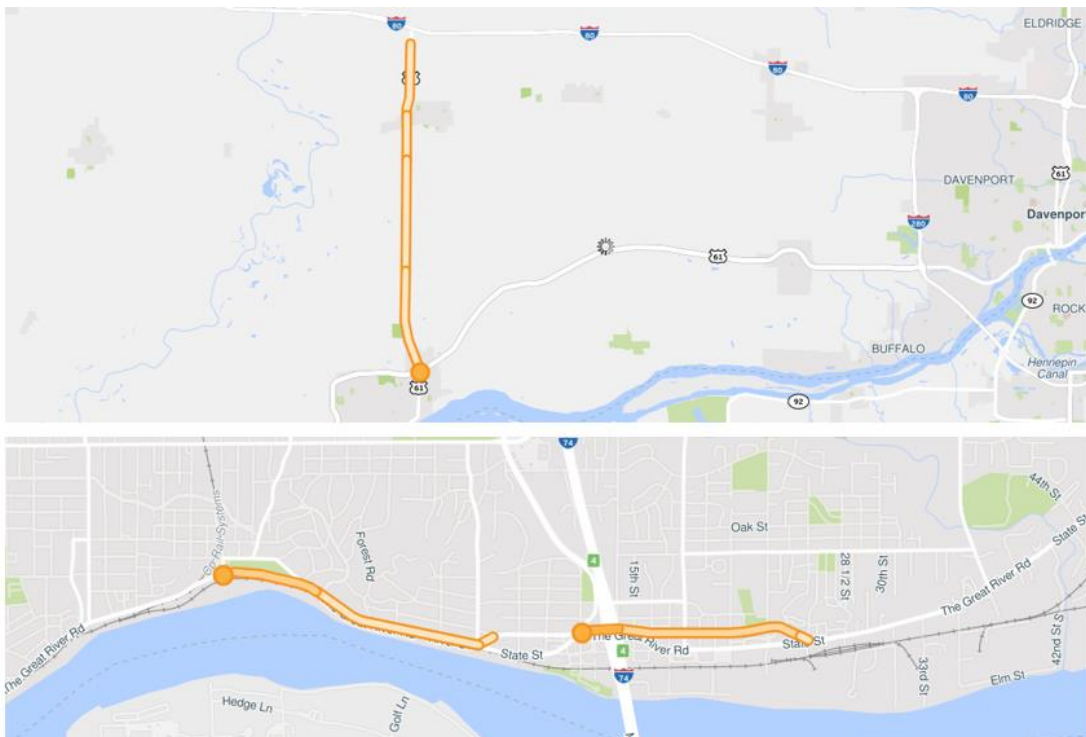 80
ELDRIDGE
80
80
80
DAVENPORT
61
Davenpor
280
61
92
ROCK
BUFFALO
Hennepin
Canal
61
92
74
44th St
Oak St
State St
Forest Rd
4
15th St
28 1/2 St
30th St
The Great River Rd
The Great River Rd
The Great River Rd
State St
State St
4
33rd St
42nd St S
74
Elm St
Hedge Ln
Golf Ln